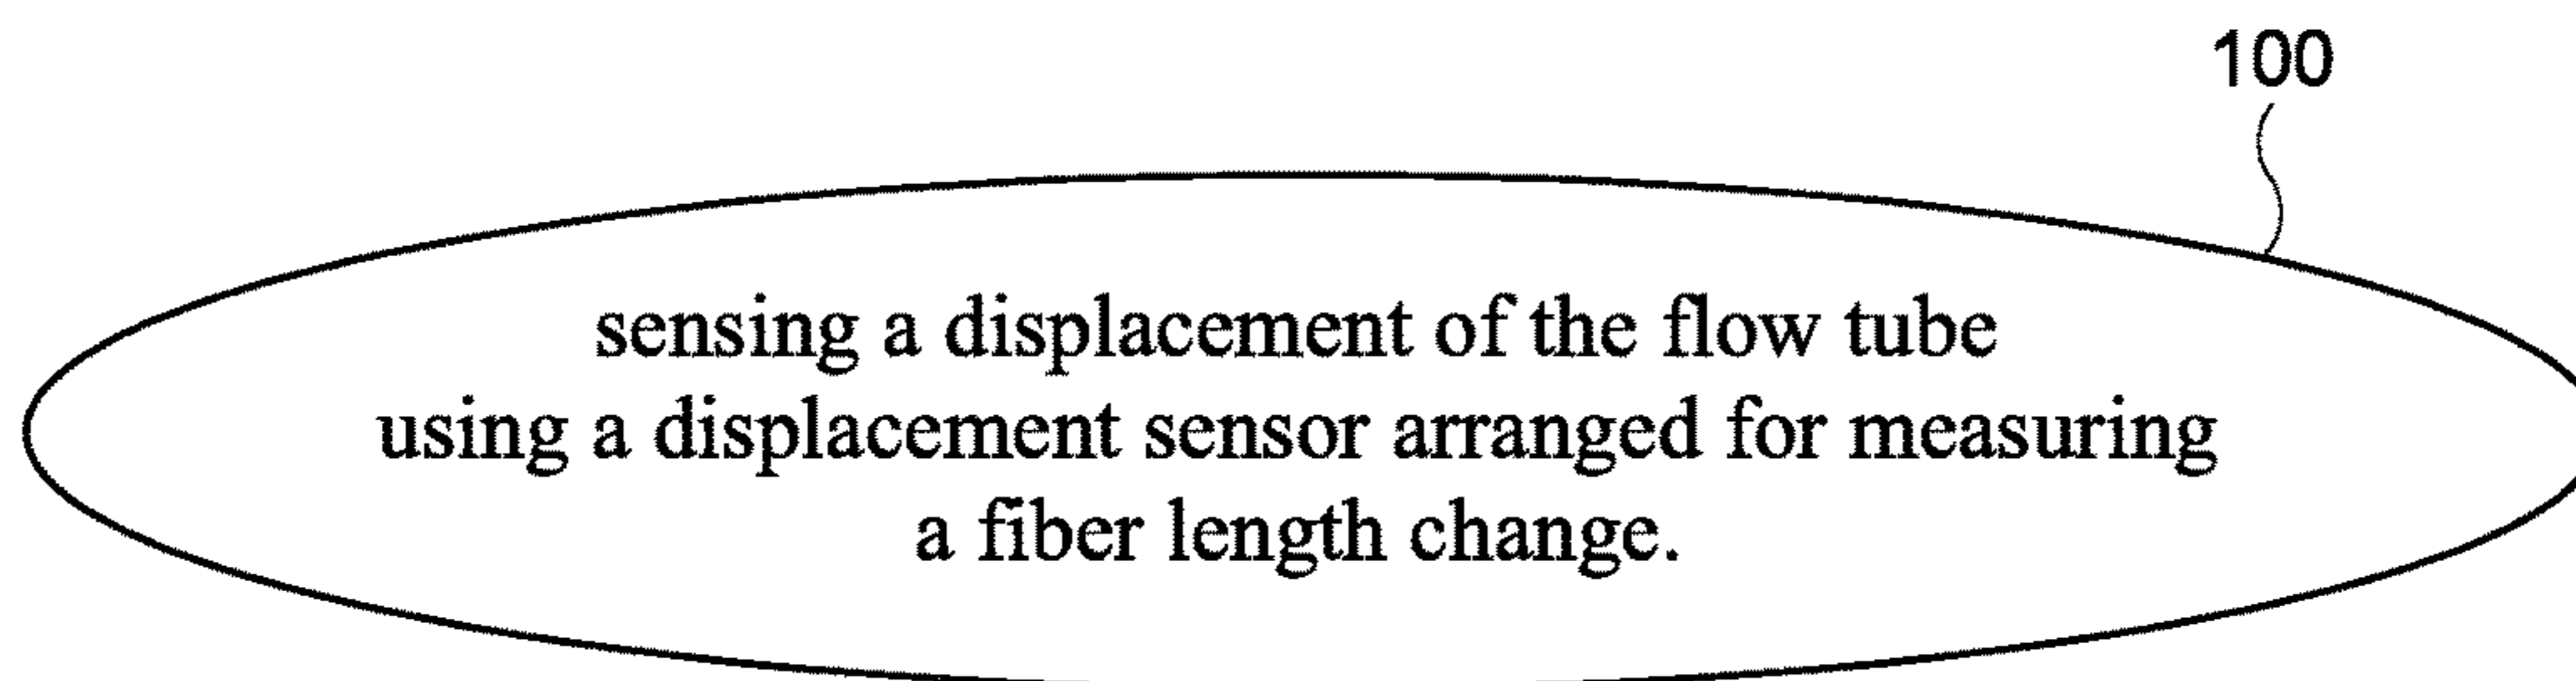 100
sensing a displacement of the flow tube
using a displacement sensor arranged for measuring
a fiber length change.